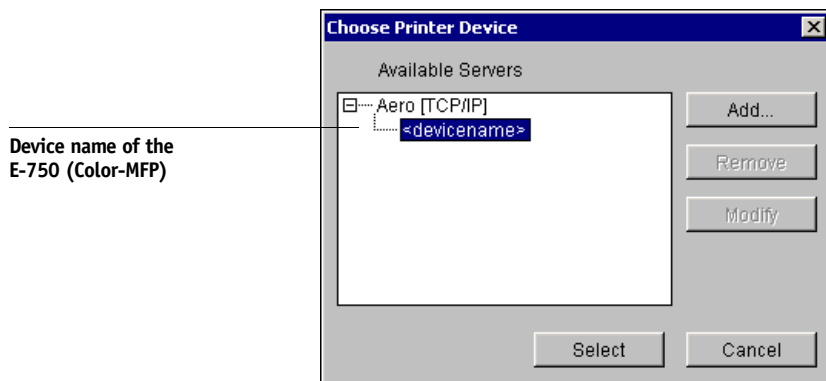 Choose Printer Device
Available Servers
Aero [TCP/IP]
<devicename>
Add...
Remove
Modify
Select
Cancel
Device name of the
E-750 (Color-MFP)